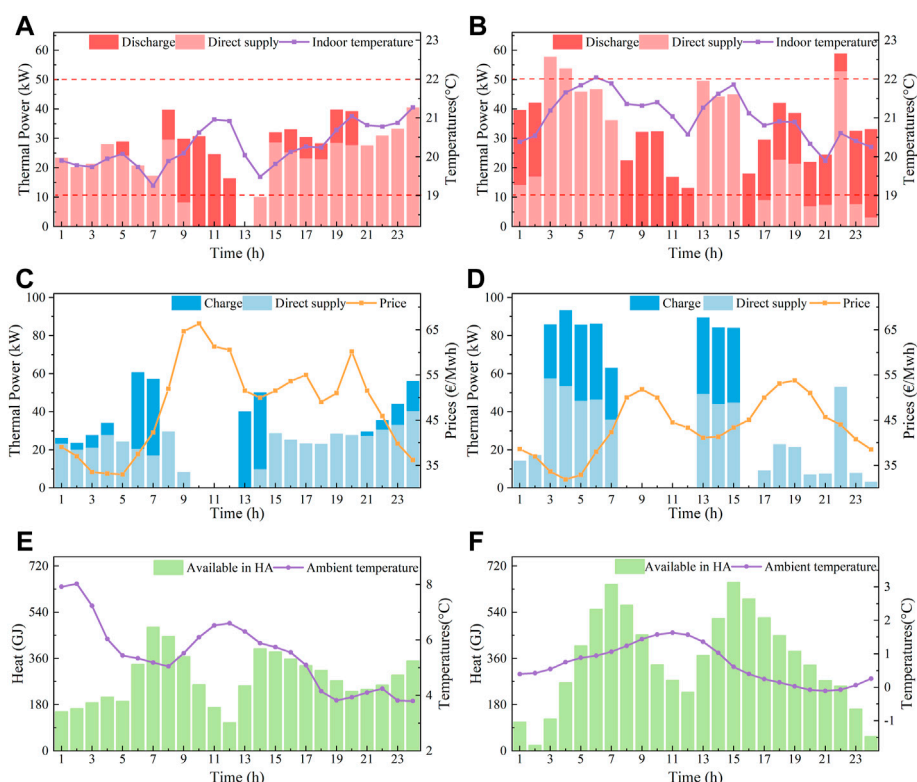 A
Discharge Direct supply Indoor temperature
Thermal Power (kW)
60
50
40
30
20
10
0
23
22
21
20
19
Temperatures(°C)
1 3 5 7 9 11 13 15 17 19 21 23
Time (h)
B
Discharge Direct supply Indoor temperature
Thermal Power (kW)
60
50
40
30
20
10
0
23
22
21
20
19
Temperatures(°C)
1 3 5 7 9 11 13 15 17 19 21 23
Time (h)
C
Charge Direct supply Price
Thermal Power (kW)
100
80
60
40
20
0
65
55
45
35
Prices (€/Mwh)
1 3 5 7 9 11 13 15 17 19 21 23
Time (h)
D
Charge Direct supply Price
Thermal Power (kW)
100
80
60
40
20
0
65
55
45
35
Prices (€/Mwh)
1 3 5 7 9 11 13 15 17 19 21 23
Time (h)
E
Available in HA Ambient temperature
Heat (GJ)
720
540
360
180
0
8
6
4
2
Temperatures(°C)
1 3 5 7 9 11 13 15 17 19 21 23
Time (h)
F
Available in HA Ambient temperature
Heat (GJ)
720
540
360
180
0
3
2
1
0
-1
Temperatures(°C)
1 3 5 7 9 11 13 15 17 19 21 23
Time (h)